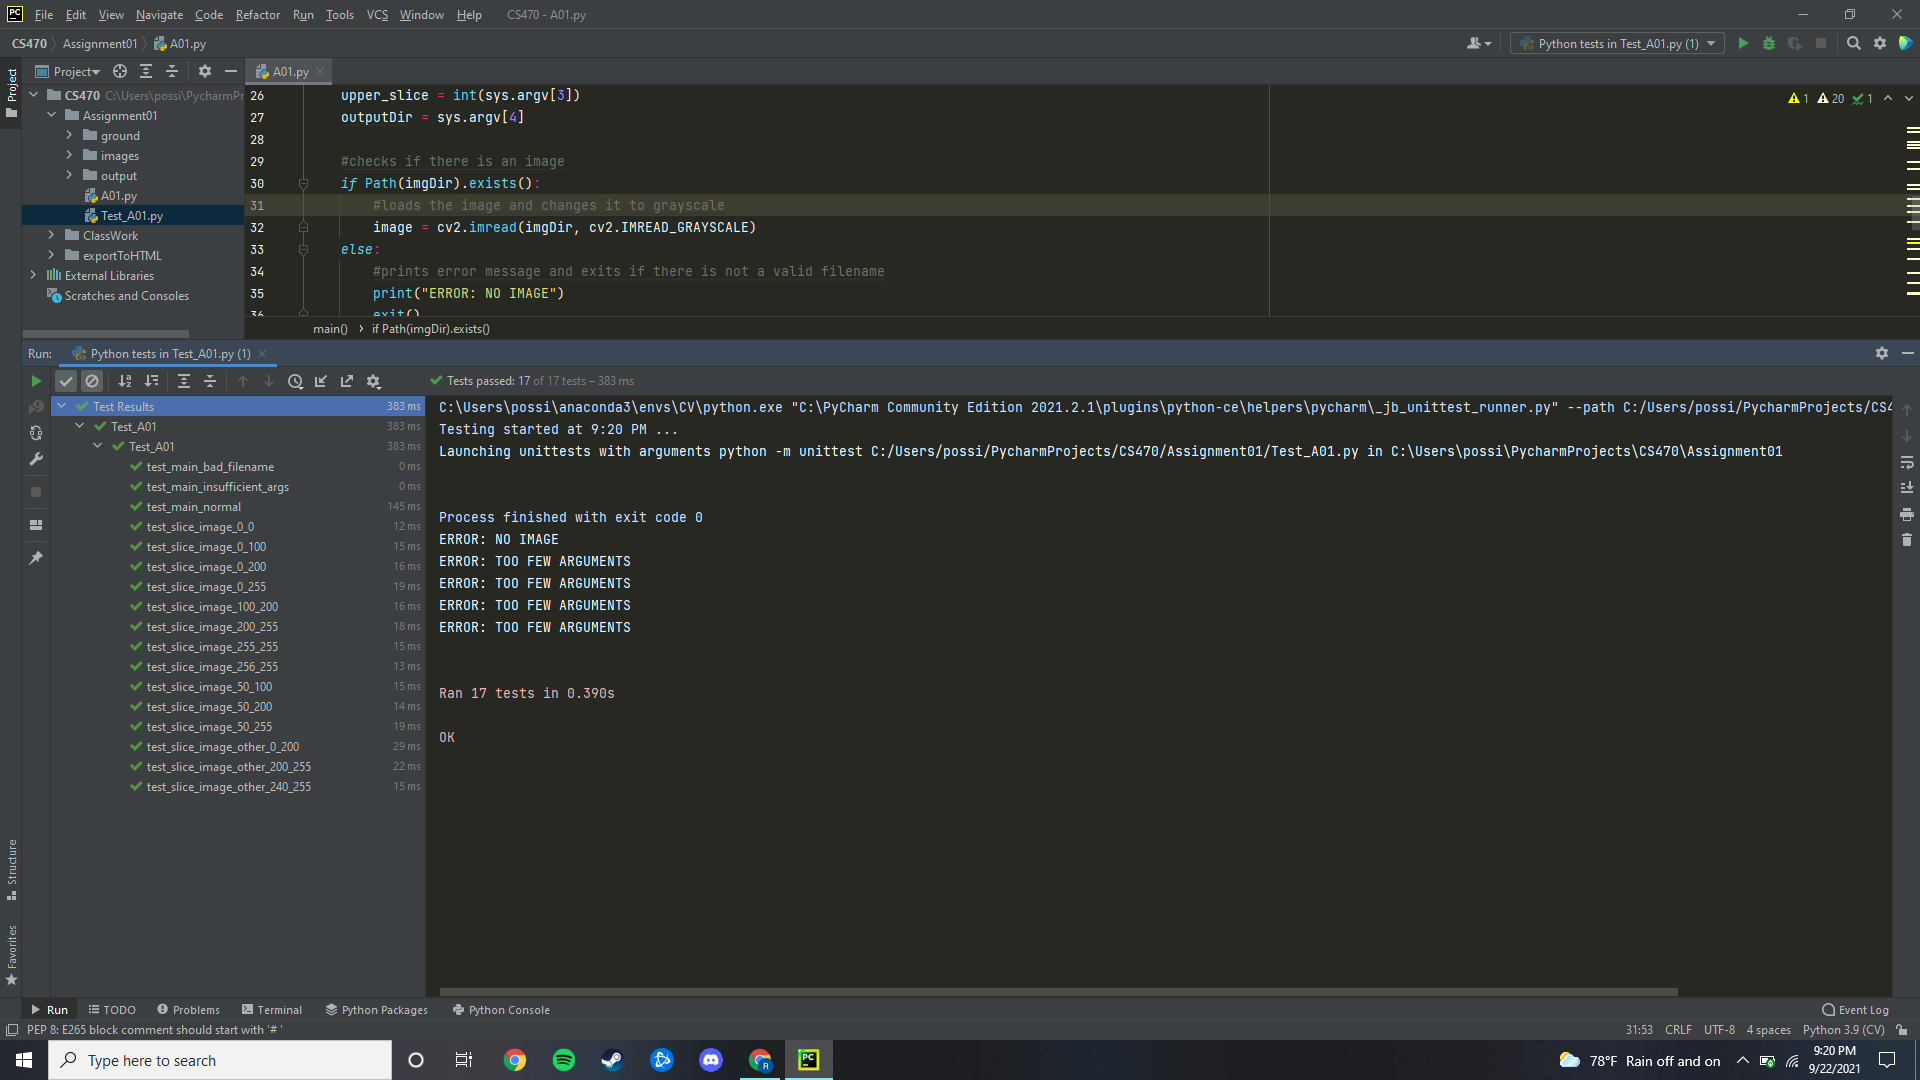 PC File Edit View Navigate Code Refactor Run Tools VCS Window Help CS470 - A01.py
CS470 Assignment01 A01.py Python tests in Test_A01.py (1)
Project
Project
A01.py
CS470 C:\Users\possi\PycharmPr
Assignment01
ground
images
output
A01.py
Test_A01.py
ClassWork
exportToHTML
External Libraries
Scratches and Consoles
26 upper_slice = int(sys.argv[3])
27 outputDir = sys.argv[4]
28
29 #checks if there is an image
30 if Path(imgDir).exists():
31 #loads the image and changes it to grayscale
32 image = cv2.imread(imgDir, cv2.IMREAD_GRAYSCALE)
33 else:
34 #prints error message and exits if there is not a valid filename
35 print("ERROR: NO IMAGE")
36 exit()
1 20 1
main() if Path(imgDir).exists()
Run: Python tests in Test_A01.py (1)
Tests passed: 17 of 17 tests – 383 ms
Test Results 383 ms
Test_A01 383 ms
Test_A01 383 ms
test_main_bad_filename 0 ms
test_main_insufficient_args 0 ms
test_main_normal 145 ms
test_slice_image_0_0 12 ms
test_slice_image_0_100 15 ms
test_slice_image_0_200 16 ms
test_slice_image_0_255 19 ms
test_slice_image_100_200 16 ms
test_slice_image_200_255 18 ms
test_slice_image_255_255 15 ms
test_slice_image_256_255 13 ms
test_slice_image_50_100 15 ms
test_slice_image_50_200 14 ms
test_slice_image_50_255 19 ms
test_slice_image_other_0_200 29 ms
test_slice_image_other_200_255 22 ms
test_slice_image_other_240_255 15 ms
C:\Users\possi\anaconda3\envs\CV\python.exe "C:\PyCharm Community Edition 2021.2.1\plugins\python-ce\helpers\pycharm\_jb_unittest_runner.py" --path C:/Users/possi/PycharmProjects/CS4
Testing started at 9:20 PM ...
Launching unittests with arguments python -m unittest C:/Users/possi/PycharmProjects/CS470/Assignment01/Test_A01.py in C:\Users\possi\PycharmProjects\CS470\Assignment01
Process finished with exit code 0
ERROR: NO IMAGE
ERROR: TOO FEW ARGUMENTS
ERROR: TOO FEW ARGUMENTS
ERROR: TOO FEW ARGUMENTS
ERROR: TOO FEW ARGUMENTS
Ran 17 tests in 0.390s
OK
Structure
Favorites
Run TODO Problems Terminal Python Packages Python Console Event Log
PEP 8: E265 block comment should start with '# ' 31:53 CRLF UTF-8 4 spaces Python 3.9 (CV)
Type here to search R PC 78°F Rain off and on 9:20 PM
9/22/2021